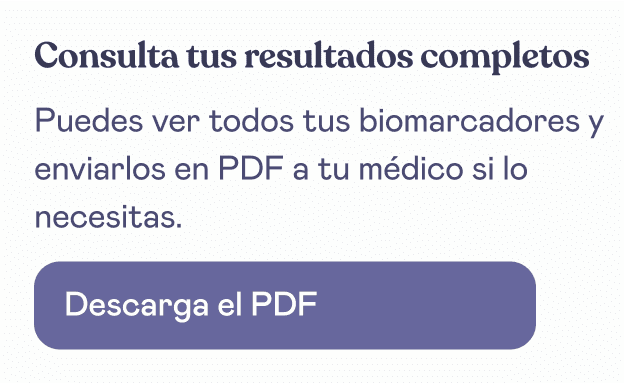 Consulta tus resultados completos
Puedes ver todos tus biomarcadores y
enviarlos en PDF a tu médico si lo
necesitas.
Descarga el PDF